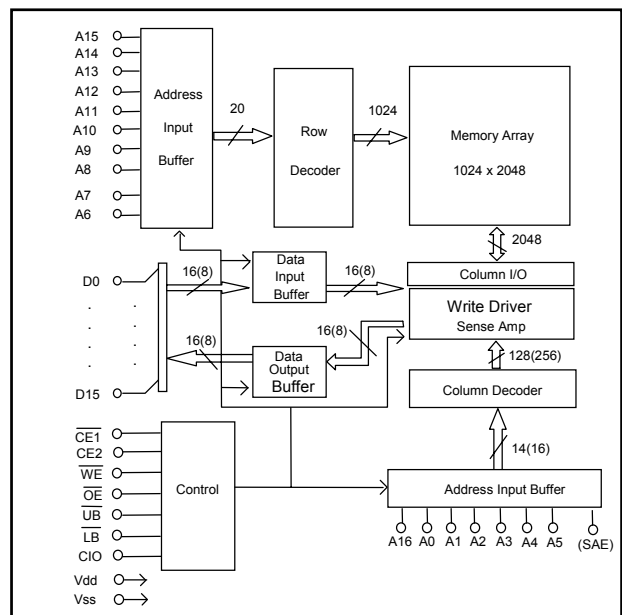 A15
A14
A13
A12
A11
A10
A9
A8
A7
A6
Address
Input
Buffer
20
Row
Decoder
1024
Memory Array
1024 x 2048
2048
D0
D15
16(8)
Data
Input
Buffer
16(8)
Column I/O
Write Driver
Sense Amp
16(8)
Data
Output
Buffer
16(8)
128(256)
Column Decoder
14(16)
Address Input Buffer
A16
A0
A1
A2
A3
A4
A5
(SAE)
CE1
CE2
WE
OE
UB
LB
CIO
Control
Vdd
Vss